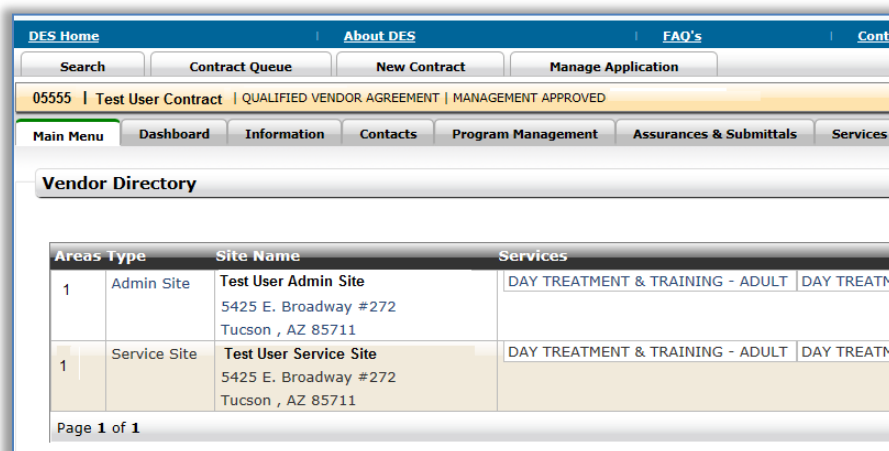 DES Home | About DES | FAQ's |
Search Contract Queue New Contract Manage Application
05555 | Test User Contract | QUALIFIED VENDOR AGREEMENT | MANAGEMENT APPROVED
Main Menu Dashboard Information Contacts Program Management Assurances & Submittals Services
Vendor Directory
Areas Type Site Name Services
1 Admin Site Test User Admin Site DAY TREATMENT & TRAINING - ADULT DAY
5425 E. Broadway #272
Tucson , AZ 85711
1 Service Site Test User Service Site DAY TREATMENT & TRAINING - ADULT DAY
5425 E. Broadway #272
Tucson , AZ 85711
Page 1 of 1